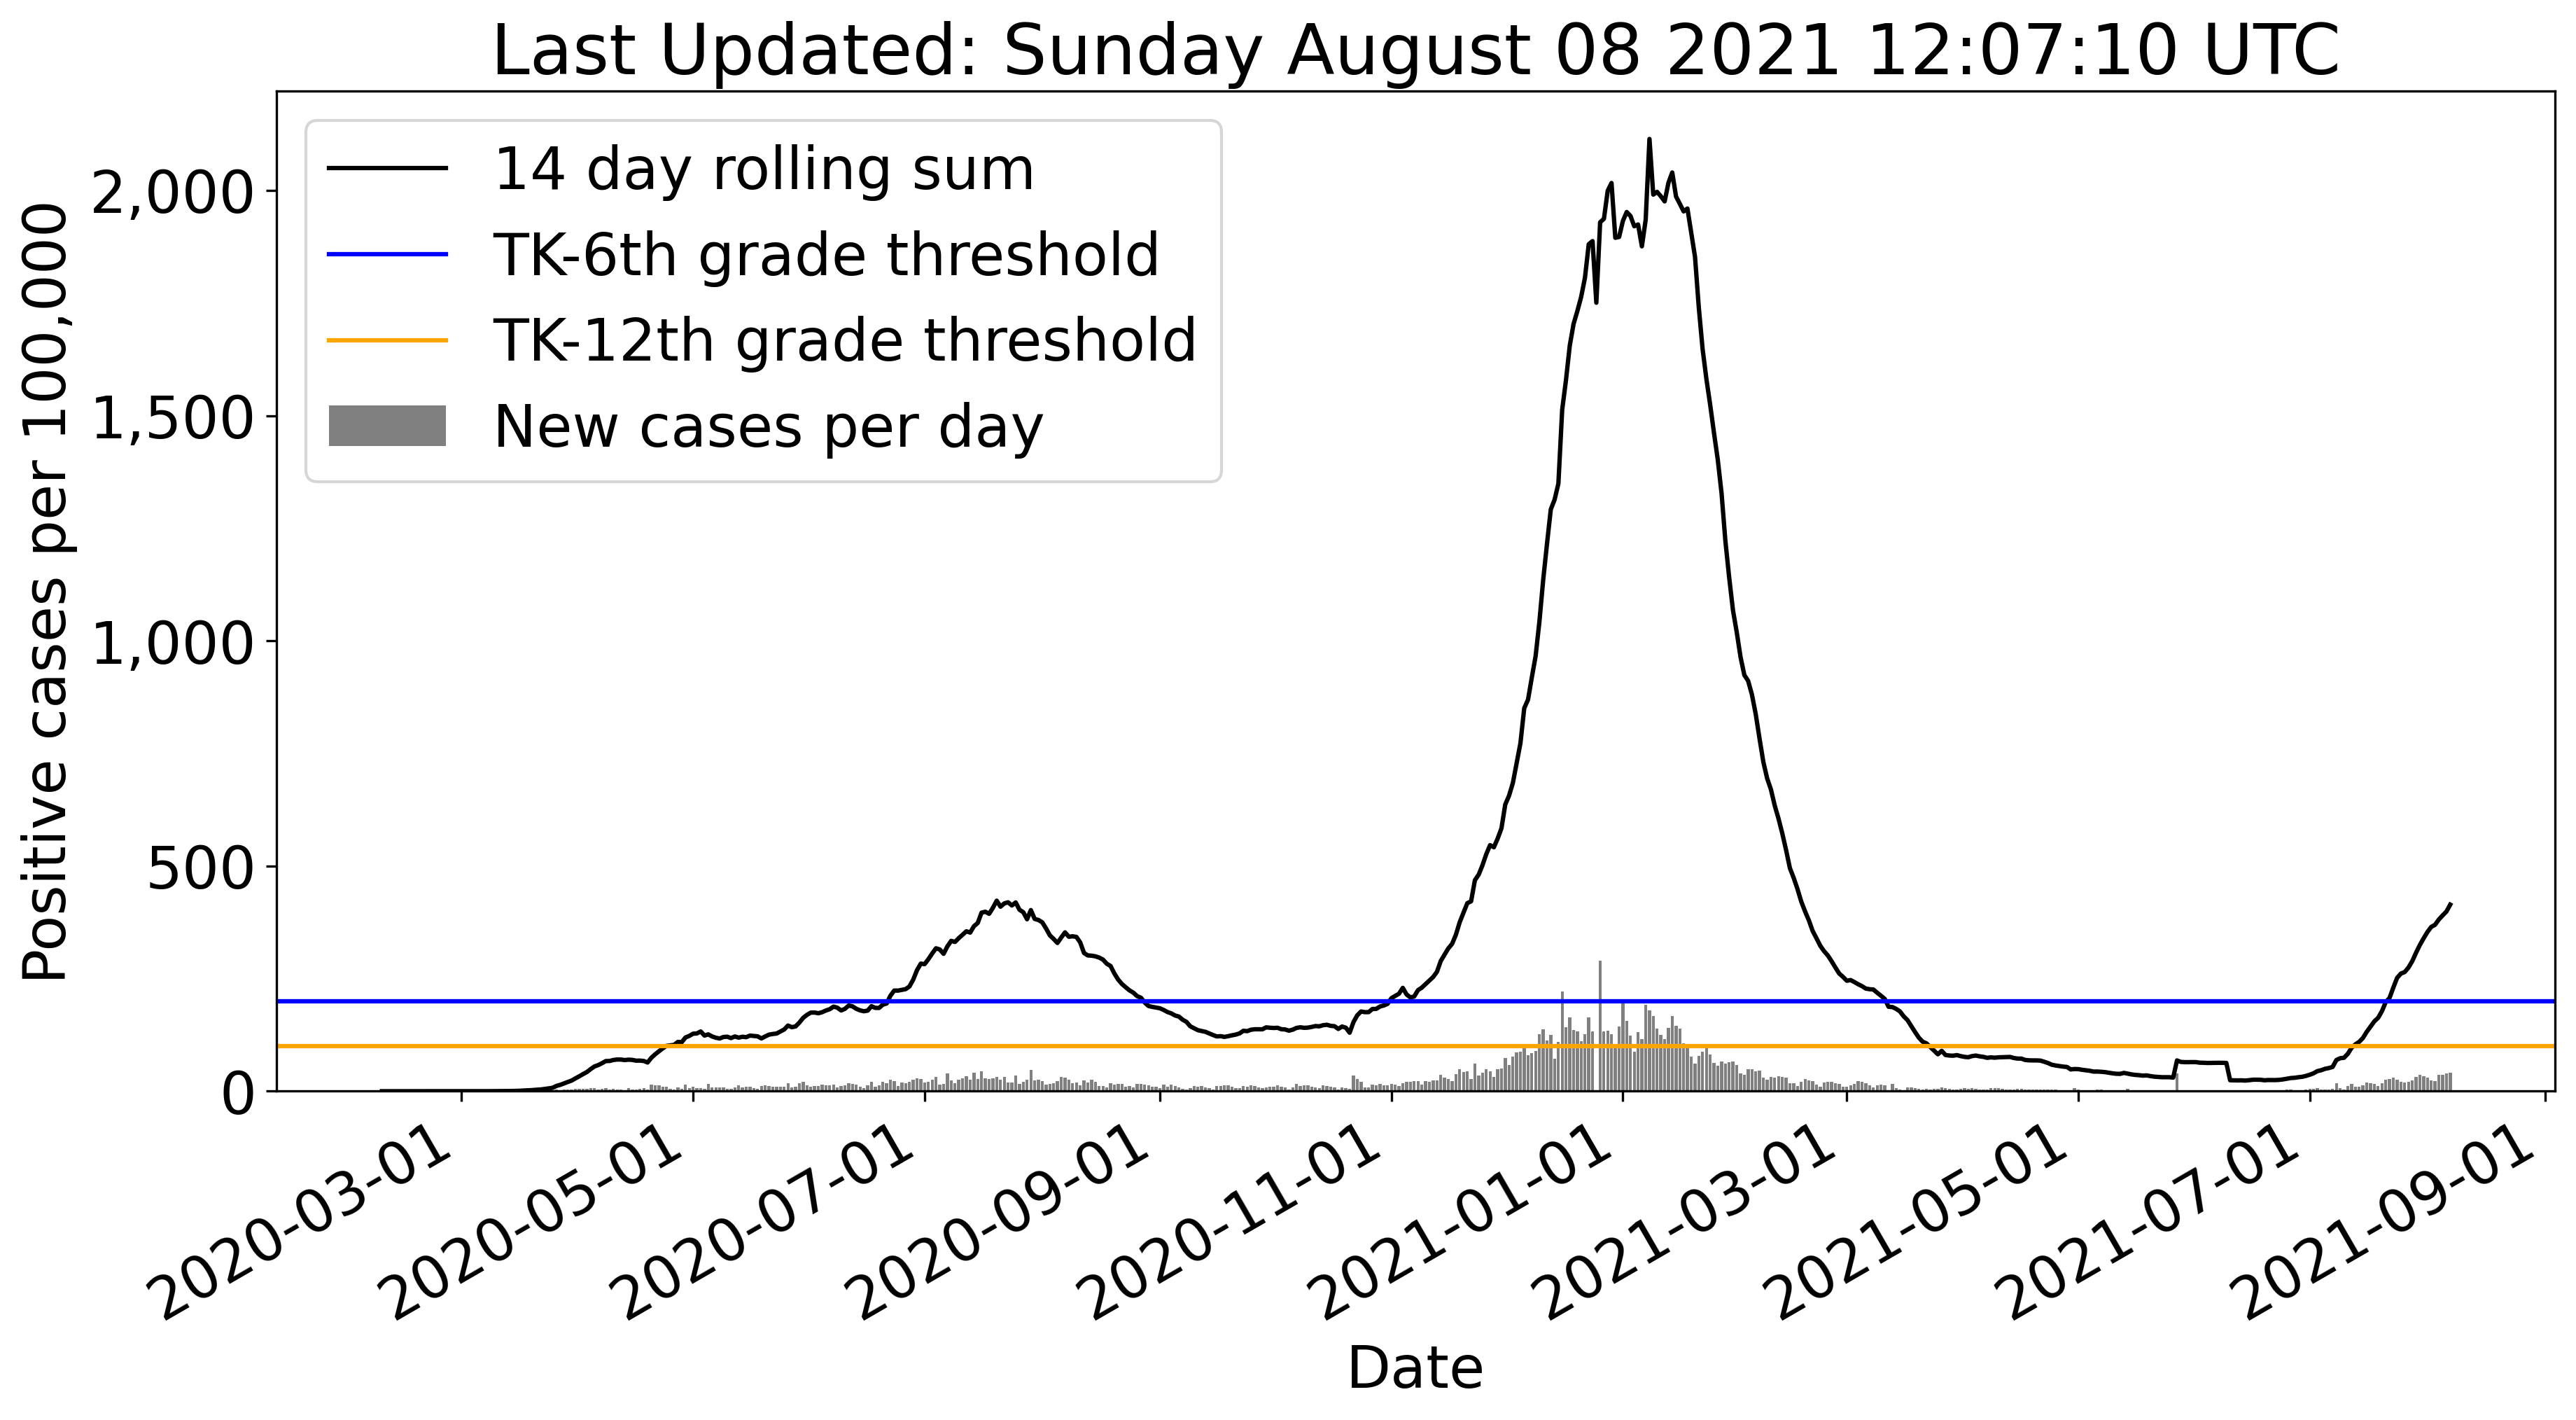 Last Updated: Sunday August 08 2021 12:07:10 UTC
14 day rolling sum
TK-6th grade threshold
TK-12th grade threshold
New cases per day
Positive cases per 100,000
2,000
1,500
1,000
500
0
2020-03-01
2020-05-01
2020-07-01
2020-09-01
2020-11-01
2021-01-01
2021-03-01
2021-05-01
2021-07-01
2021-09-01
Date